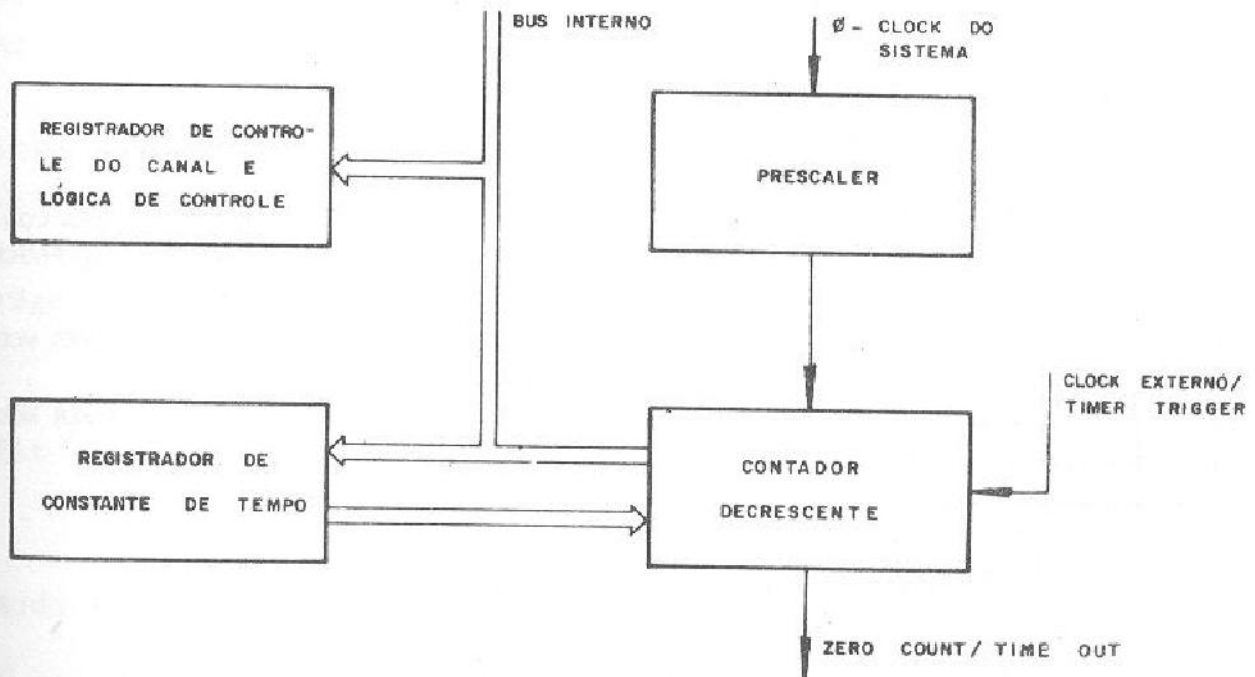 BUS INTERNO
Ø - CLOCK DO
SISTEMA
REGISTRADOR DE CONTRO-
LE DO CANAL E
LÓGICA DE CONTROLE
PRESCALER
CLOCK EXTERNO/
TIMER TRIGGER
REGISTRADOR DE
CONSTANTE DE TEMPO
CONTADOR
DECRESCENTE
ZERO COUNT / TIME OUT